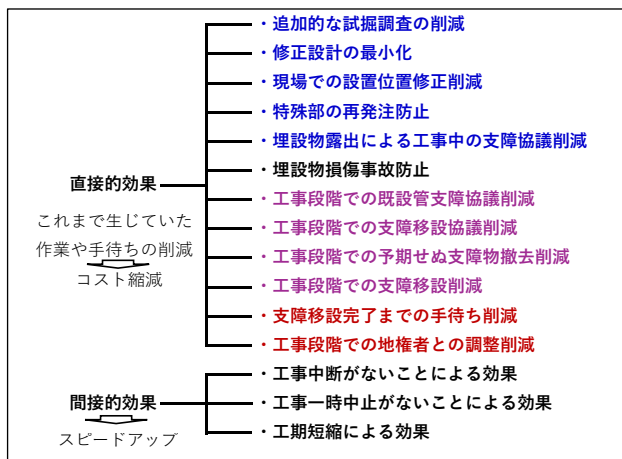 ・追加的な試掘調査の削減
・修正設計の最小化
・現場での設置位置修正削減
・特殊部の再発注防止
・埋設物露出による工事中の支障協議削減
・埋設物損傷事故防止
直接的効果
・工事段階での既設管支障協議削減
これまで生じていた
・工事段階での支障移設協議削減
作業や手待ちの削減
・工事段階での予期せぬ支障物撤去削減
コスト縮減
・工事段階での支障移設削減
・支障移設完了までの手待ち削減
・工事段階での地権者との調整削減
・工事中断がないことによる効果
間接的効果
・工事一時中止がないことによる効果
スピードアップ
・工期短縮による効果